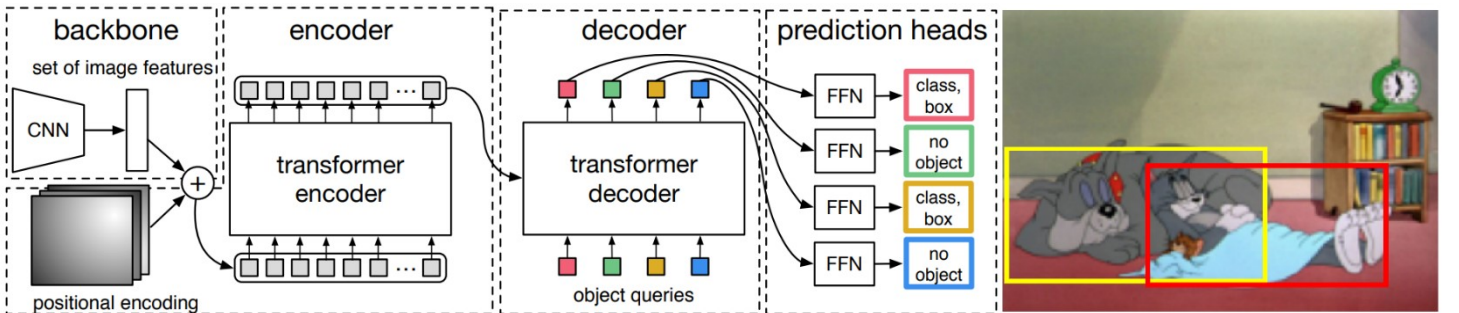 backbone
set of image features
CNN
+
positional encoding
encoder
...
transformer
encoder
...
decoder
transformer
decoder
object queries
prediction heads
FFN
class,
box
FFN
no
object
FFN
class,
box
FFN
no
object